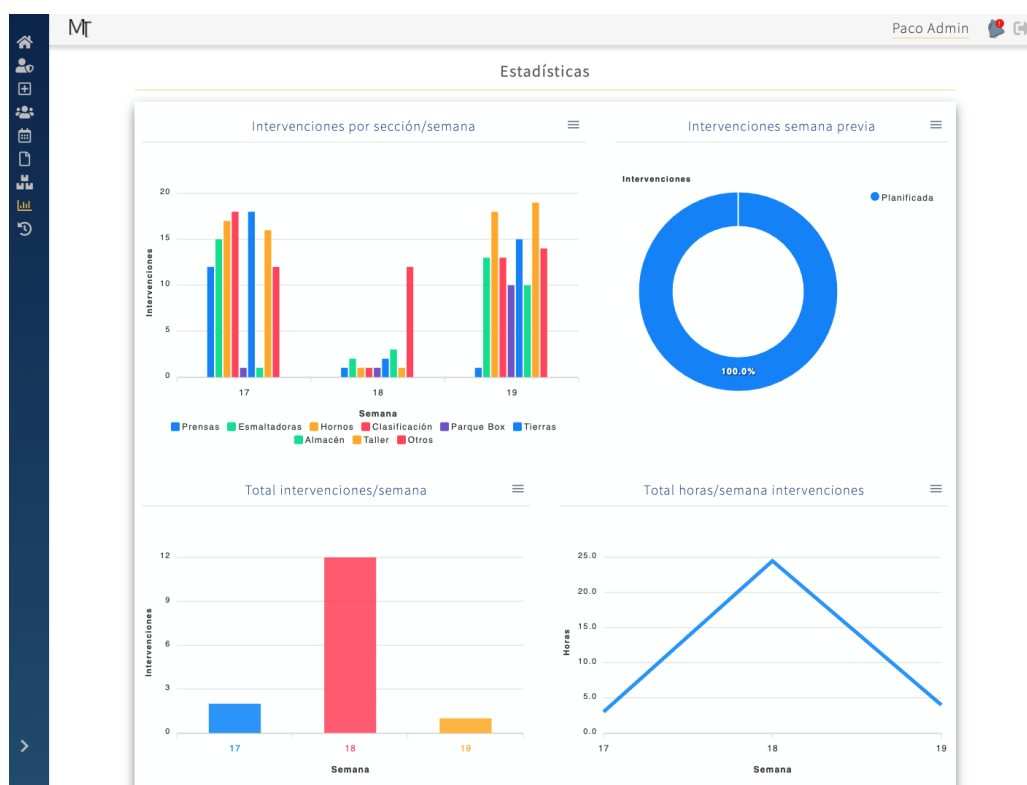 MT
Paco Admin
Estadísticas
Intervenciones por sección/semana
Intervenciones
20
15
10
5
0
17
18
19
Semana
Prensas Esmaltadoras Hornos Clasificación Parque Box Tierras
Almacén Taller Otros
Intervenciones semana previa
Intervenciones
Planificada
100.0%
Total intervenciones/semana
Intervenciones
12
9
6
3
0
17
18
19
Semana
Total horas/semana intervenciones
Horas
25.0
20.0
15.0
10.0
5.0
0.0
17
18
19
Semana